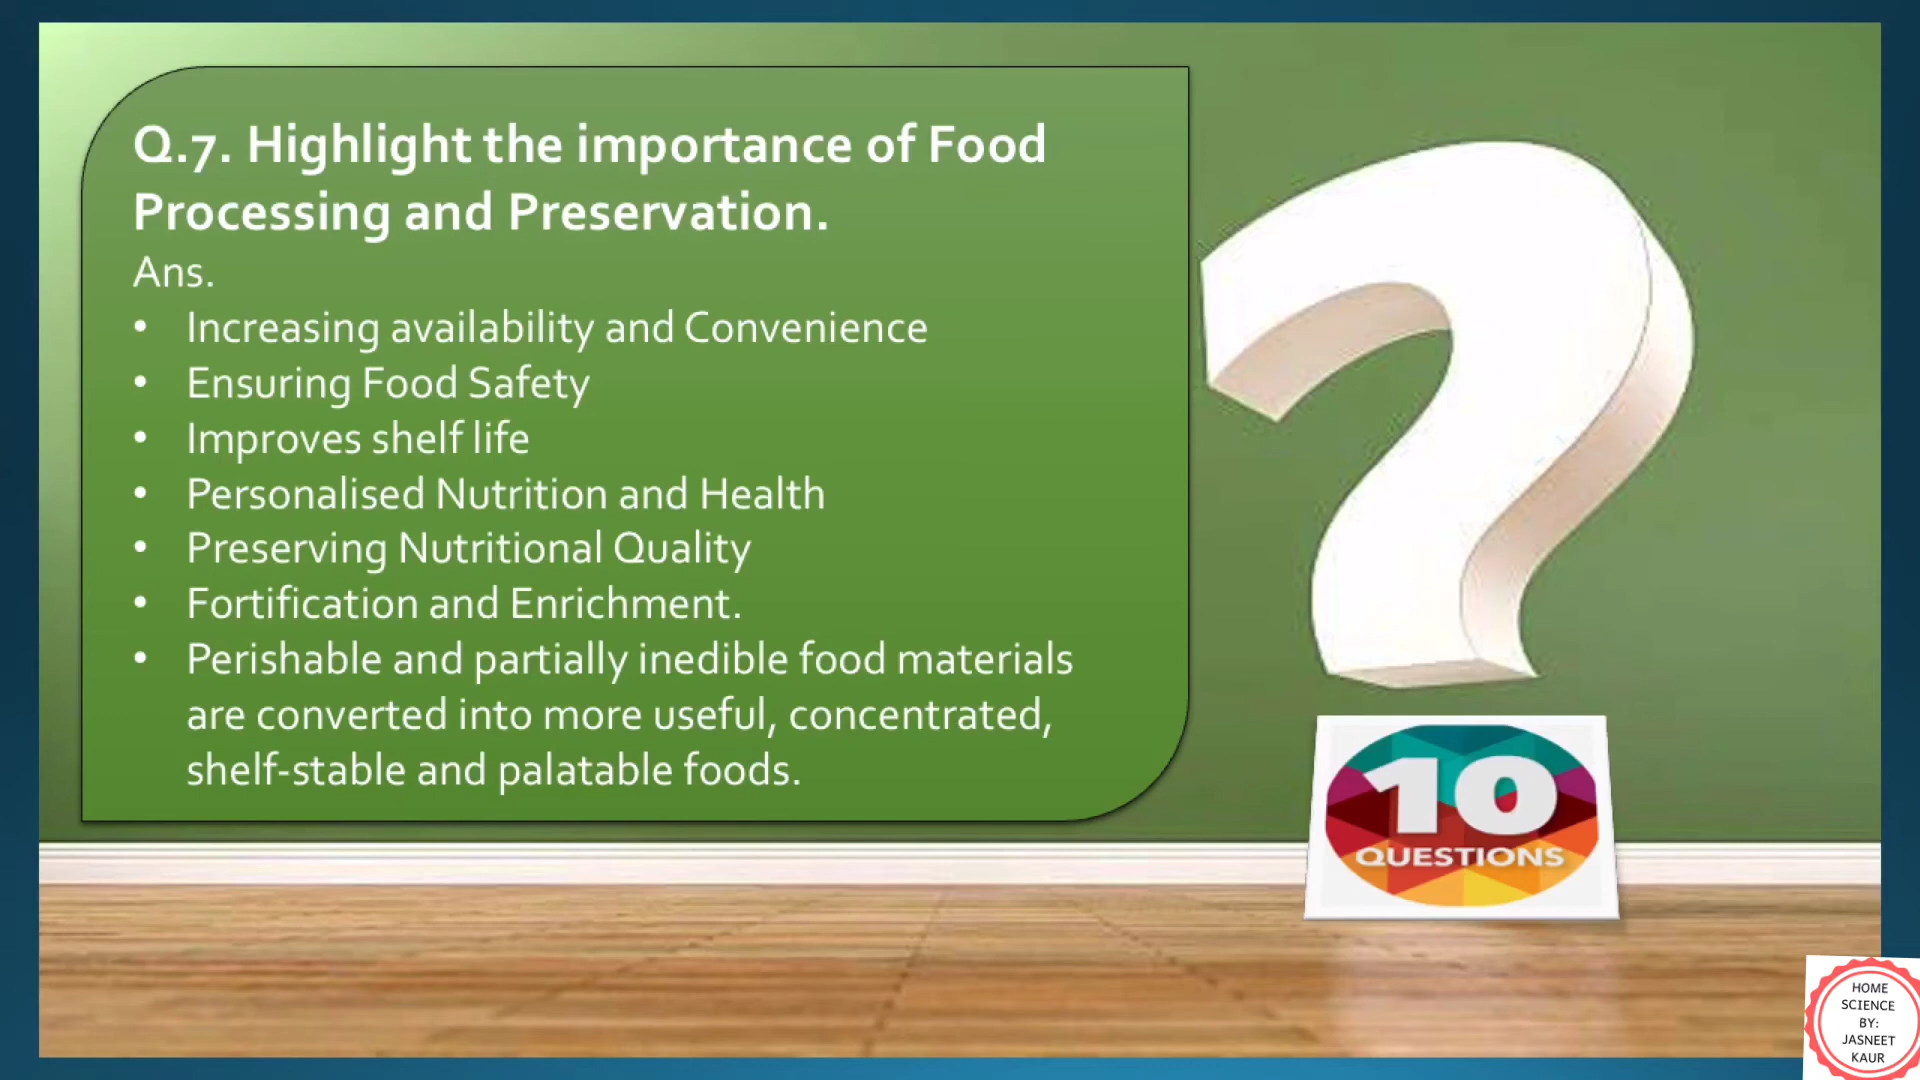 Q.7. Highlight the importance of Food
Processing and Preservation.
Ans.
• Increasing availability and Convenience
• Ensuring Food Safety
• Improves shelf life
• Personalised Nutrition and Health
• Preserving Nutritional Quality
• Fortification and Enrichment.
• Perishable and partially inedible food materials
are converted into more useful, concentrated,
shelf-stable and palatable foods.
?
10
QUESTIONS
HOME
SCIENCE
BY:
JASNEET
KAUR